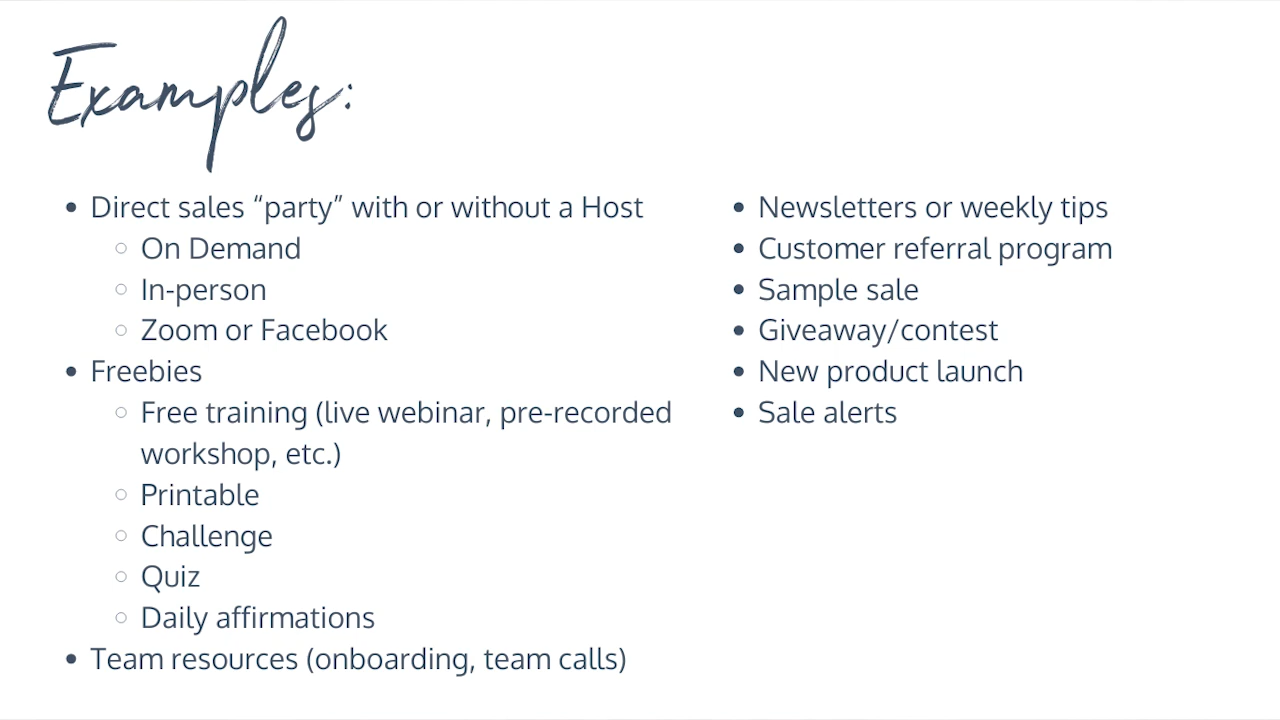 Examples:
• Direct sales “party” with or without a Host
○ On Demand
○ In-person
○ Zoom or Facebook
• Freebies
○ Free training (live webinar, pre-recorded
workshop, etc.)
○ Printable
○ Challenge
○ Quiz
○ Daily affirmations
• Team resources (onboarding, team calls)
• Newsletters or weekly tips
• Customer referral program
• Sample sale
• Giveaway/contest
• New product launch
• Sale alerts